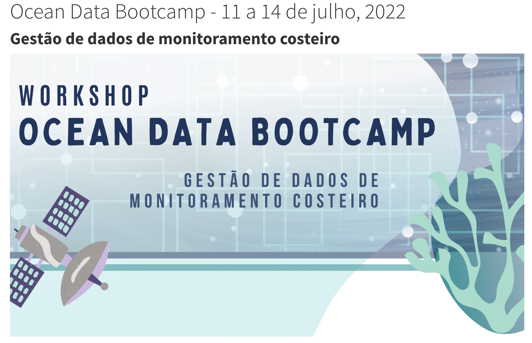 Ocean Data Bootcamp - 11 a 14 de julho, 2022
Gestão de dados de monitoramento costeiro
WORKSHOP
OCEAN DATA BOOTCAMP
GESTÃO DE DADOS DE
MONITORAMENTO COSTEIRO